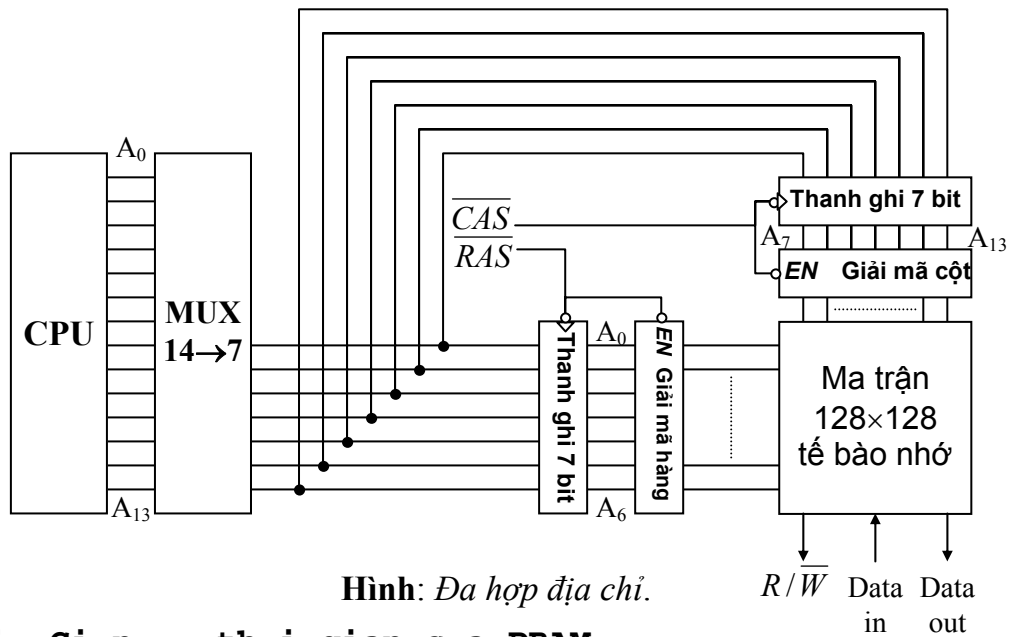 A₀
CPU
MUX
14→7
A₁₃
CAS
RAS
Thanh ghi 7 bit
A₇
A₁₃
EN Giải mã cột
Thanh ghi 7 bit
A₀
A₆
EN Giải mã hàng
Ma trận
128×128
tế bào nhớ
R/W
Data in
Data out
Hình: Đa hợp địa chỉ.